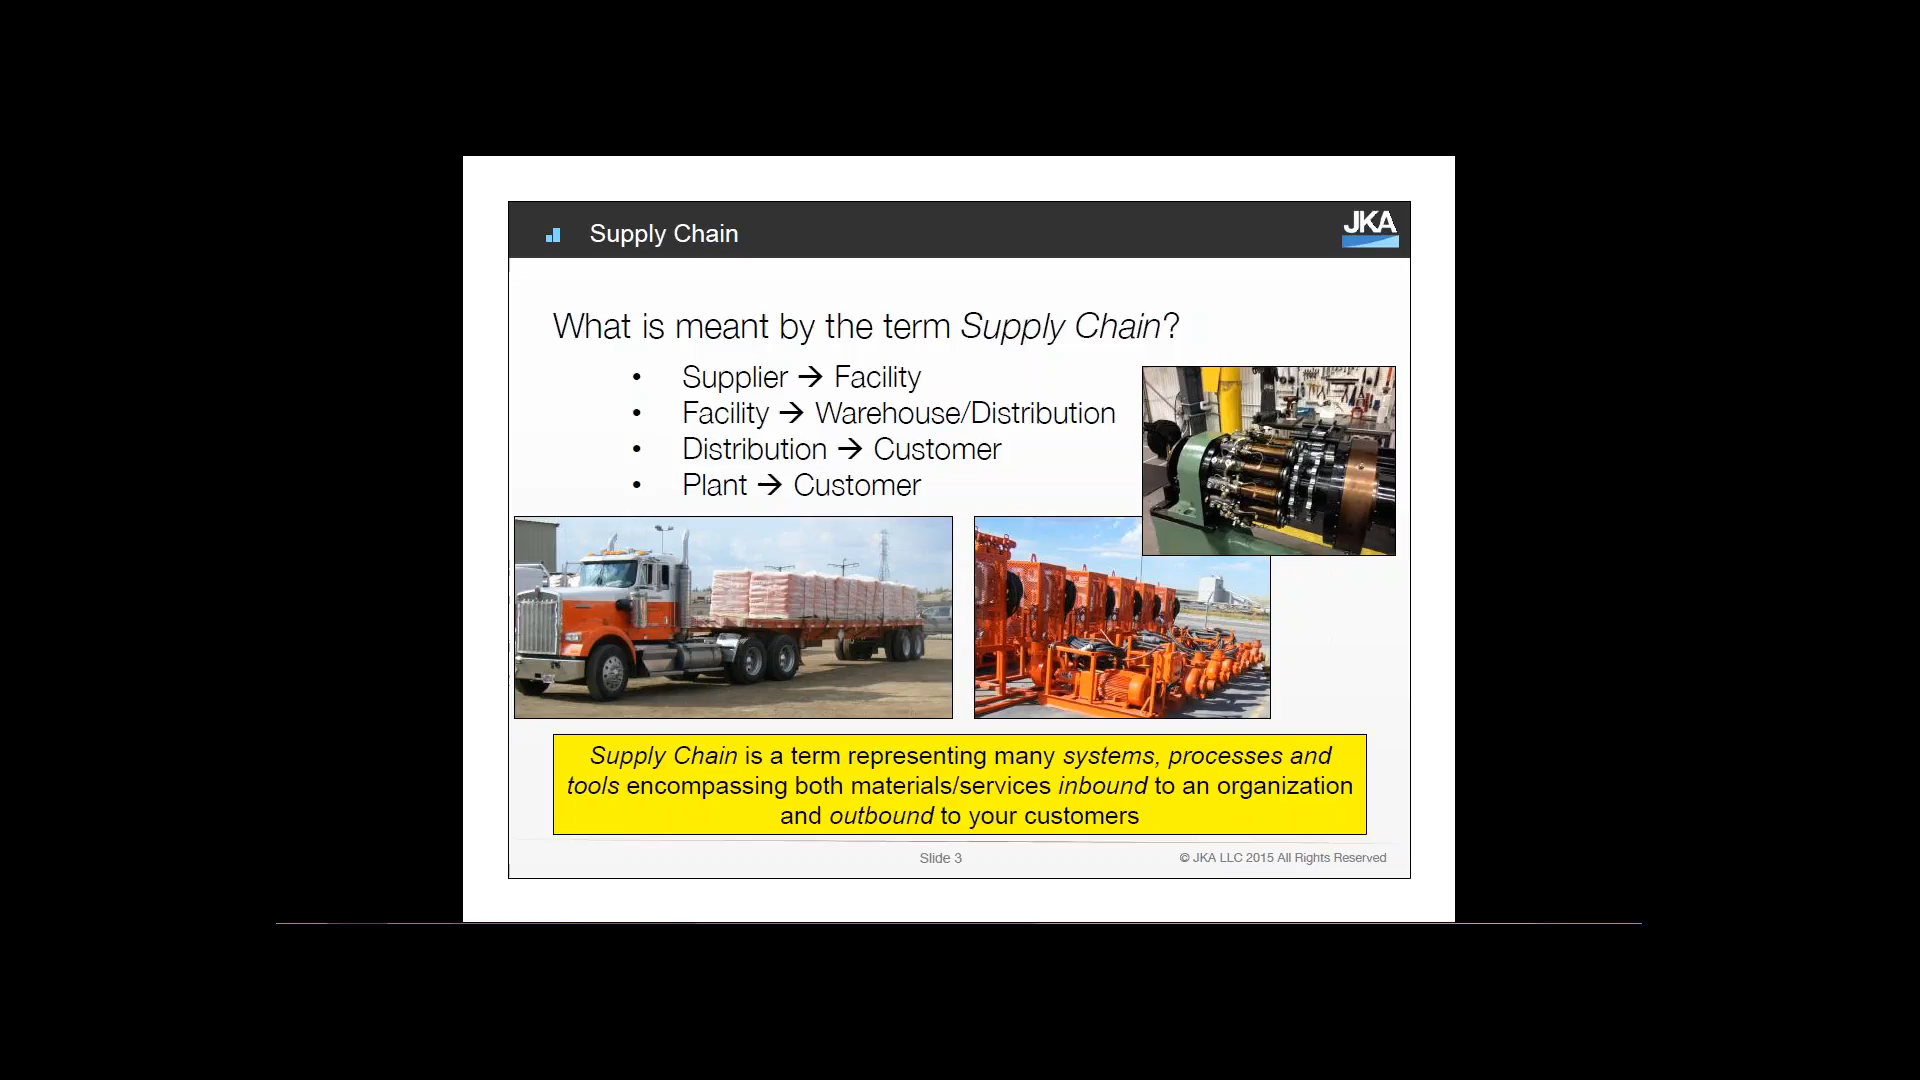 Supply Chain
JKA
What is meant by the term Supply Chain?
• Supplier → Facility
• Facility → Warehouse/Distribution
• Distribution → Customer
• Plant → Customer
Supply Chain is a term representing many systems, processes and
tools encompassing both materials/services inbound to an organization
and outbound to your customers
Slide 3
© JKA LLC 2015 All Rights Reserved